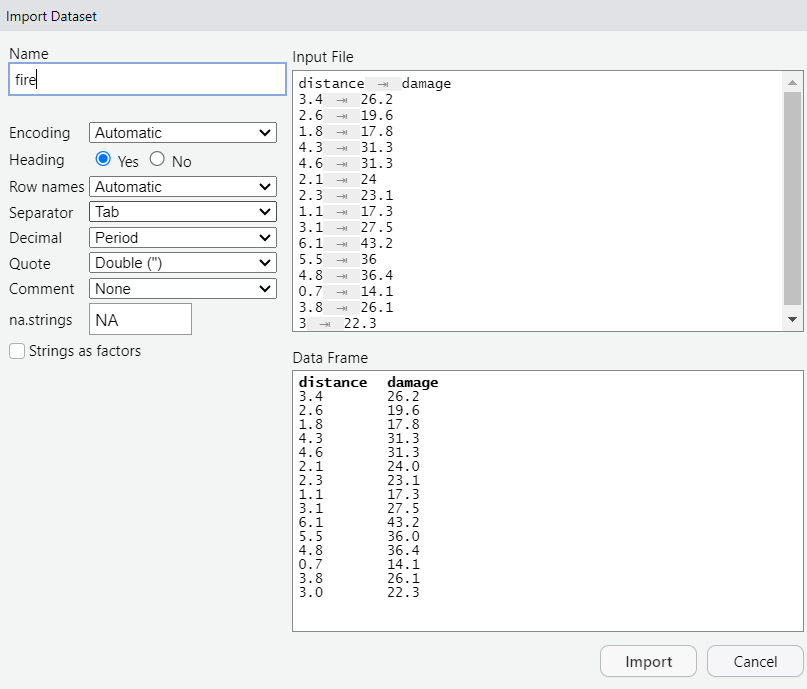 Import Dataset
Name
fire
Encoding Automatic
Heading Yes No
Row names Automatic
Separator Tab
Decimal Period
Quote Double (")
Comment None
na.strings NA
Strings as factors
Input File
distance ⇥ damage
3.4 ⇥ 26.2
2.6 ⇥ 19.6
1.8 ⇥ 17.8
4.3 ⇥ 31.3
4.6 ⇥ 31.3
2.1 ⇥ 24
2.3 ⇥ 23.1
1.1 ⇥ 17.3
3.1 ⇥ 27.5
6.1 ⇥ 43.2
5.5 ⇥ 36
4.8 ⇥ 36.4
0.7 ⇥ 14.1
3.8 ⇥ 26.1
3 ⇥ 22.3
Data Frame
distance damage
3.4 26.2
2.6 19.6
1.8 17.8
4.3 31.3
4.6 31.3
2.1 24.0
2.3 23.1
1.1 17.3
3.1 27.5
6.1 43.2
5.5 36.0
4.8 36.4
0.7 14.1
3.8 26.1
3.0 22.3
Import Cancel